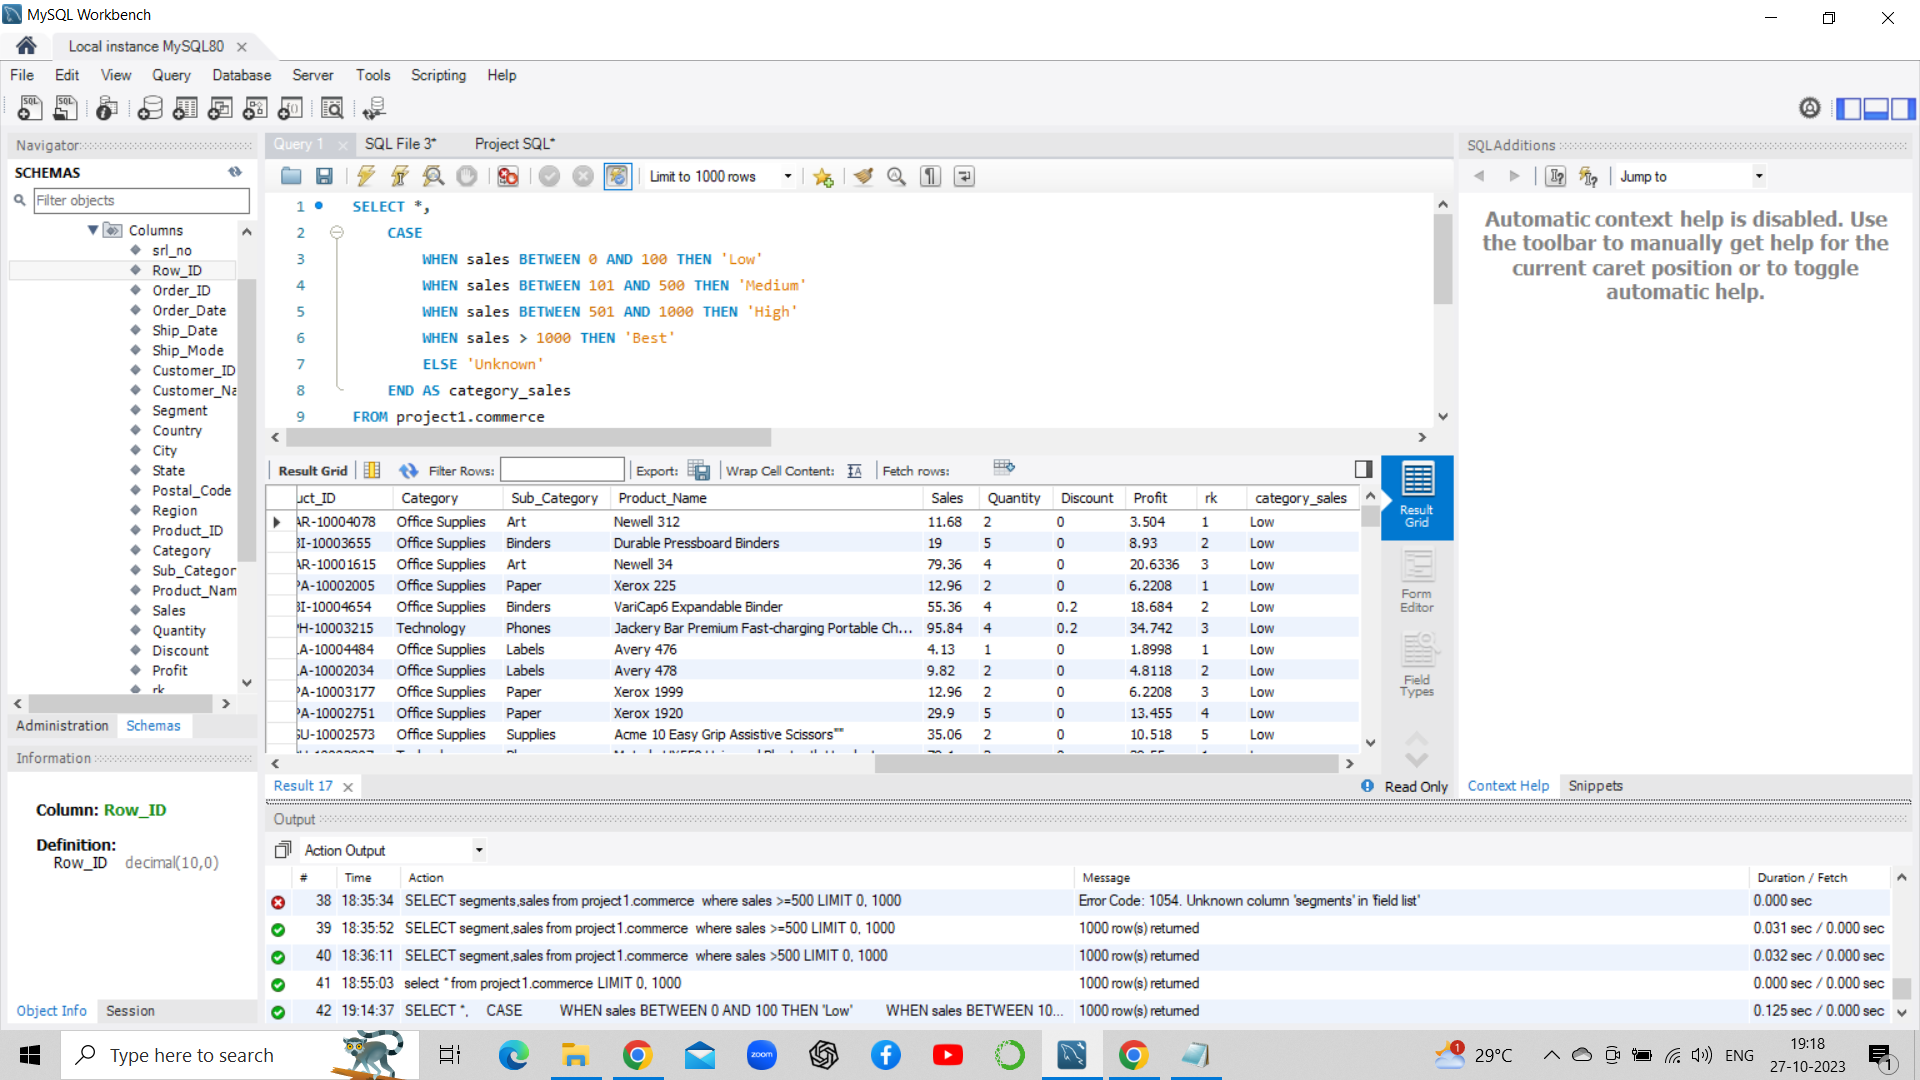 MySQL Workbench
Local instance MySQL80
File Edit View Query Database Server Tools Scripting Help
Navigator
SCHEMAS
Filter objects
Columns
srl_no
Row_ID
Order_ID
Order_Date
Ship_Date
Ship_Mode
Customer_ID
Customer_Na
Segment
Country
City
State
Postal_Code
Region
Product_ID
Category
Sub_Categor
Product_Nam
Sales
Quantity
Discount
Profit
rk
Administration Schemas
Information
Column: Row_ID
Definition:
Row_ID decimal(10,0)
Object Info Session
Query 1 SQL File 3* Project SQL*
Limit to 1000 rows
1 SELECT *,
2 CASE
3 WHEN sales BETWEEN 0 AND 100 THEN 'Low'
4 WHEN sales BETWEEN 101 AND 500 THEN 'Medium'
5 WHEN sales BETWEEN 501 AND 1000 THEN 'High'
6 WHEN sales > 1000 THEN 'Best'
7 ELSE 'Unknown'
8 END AS category_sales
9 FROM project1.commerce
Result Grid Filter Rows: Export: Wrap Cell Content: Fetch rows:
uct_ID Category Sub_Category Product_Name Sales Quantity Discount Profit rk category_sales
AR-10004078 Office Supplies Art Newell 312 11.68 2 0 3.504 1 Low
BI-10003655 Office Supplies Binders Durable Pressboard Binders 19 5 0 8.93 2 Low
AR-10001615 Office Supplies Art Newell 34 79.36 4 0 20.6336 3 Low
PA-10002005 Office Supplies Paper Xerox 225 12.96 2 0 6.2208 1 Low
BI-10004654 Office Supplies Binders VariCap6 Expandable Binder 55.36 4 0.2 18.684 2 Low
PH-10003215 Technology Phones Jackery Bar Premium Fast-charging Portable Ch... 95.84 4 0.2 34.742 3 Low
LA-10004484 Office Supplies Labels Avery 476 4.13 1 0 1.8998 1 Low
LA-10002034 Office Supplies Labels Avery 478 9.82 2 0 4.8118 2 Low
PA-10003177 Office Supplies Paper Xerox 1999 12.96 2 0 6.2208 3 Low
PA-10002751 Office Supplies Paper Xerox 1920 29.9 5 0 13.455 4 Low
SU-10002573 Office Supplies Supplies Acme 10 Easy Grip Assistive Scissors"" 35.06 2 0 10.518 5 Low
Result Grid
Form Editor
Field Types
Result 17
Read Only
SQLAdditions
Jump to
Automatic context help is disabled. Use
the toolbar to manually get help for the
current caret position or to toggle
automatic help.
Context Help Snippets
Output
Action Output
# Time Action Message Duration / Fetch
38 18:35:34 SELECT segments,sales from project1.commerce where sales >=500 LIMIT 0, 1000 Error Code: 1054. Unknown column 'segments' in 'field list' 0.000 sec
39 18:35:52 SELECT segment,sales from project1.commerce where sales >=500 LIMIT 0, 1000 1000 row(s) returned 0.031 sec / 0.000 sec
40 18:36:11 SELECT segment,sales from project1.commerce where sales >500 LIMIT 0, 1000 1000 row(s) returned 0.032 sec / 0.000 sec
41 18:55:03 select * from project1.commerce LIMIT 0, 1000 1000 row(s) returned 0.000 sec / 0.000 sec
42 19:14:37 SELECT *, CASE WHEN sales BETWEEN 0 AND 100 THEN 'Low' WHEN sales BETWEEN 10... 1000 row(s) returned 0.125 sec / 0.000 sec
Type here to search
zoom
1
29°C
ENG
19:18
27-10-2023
1